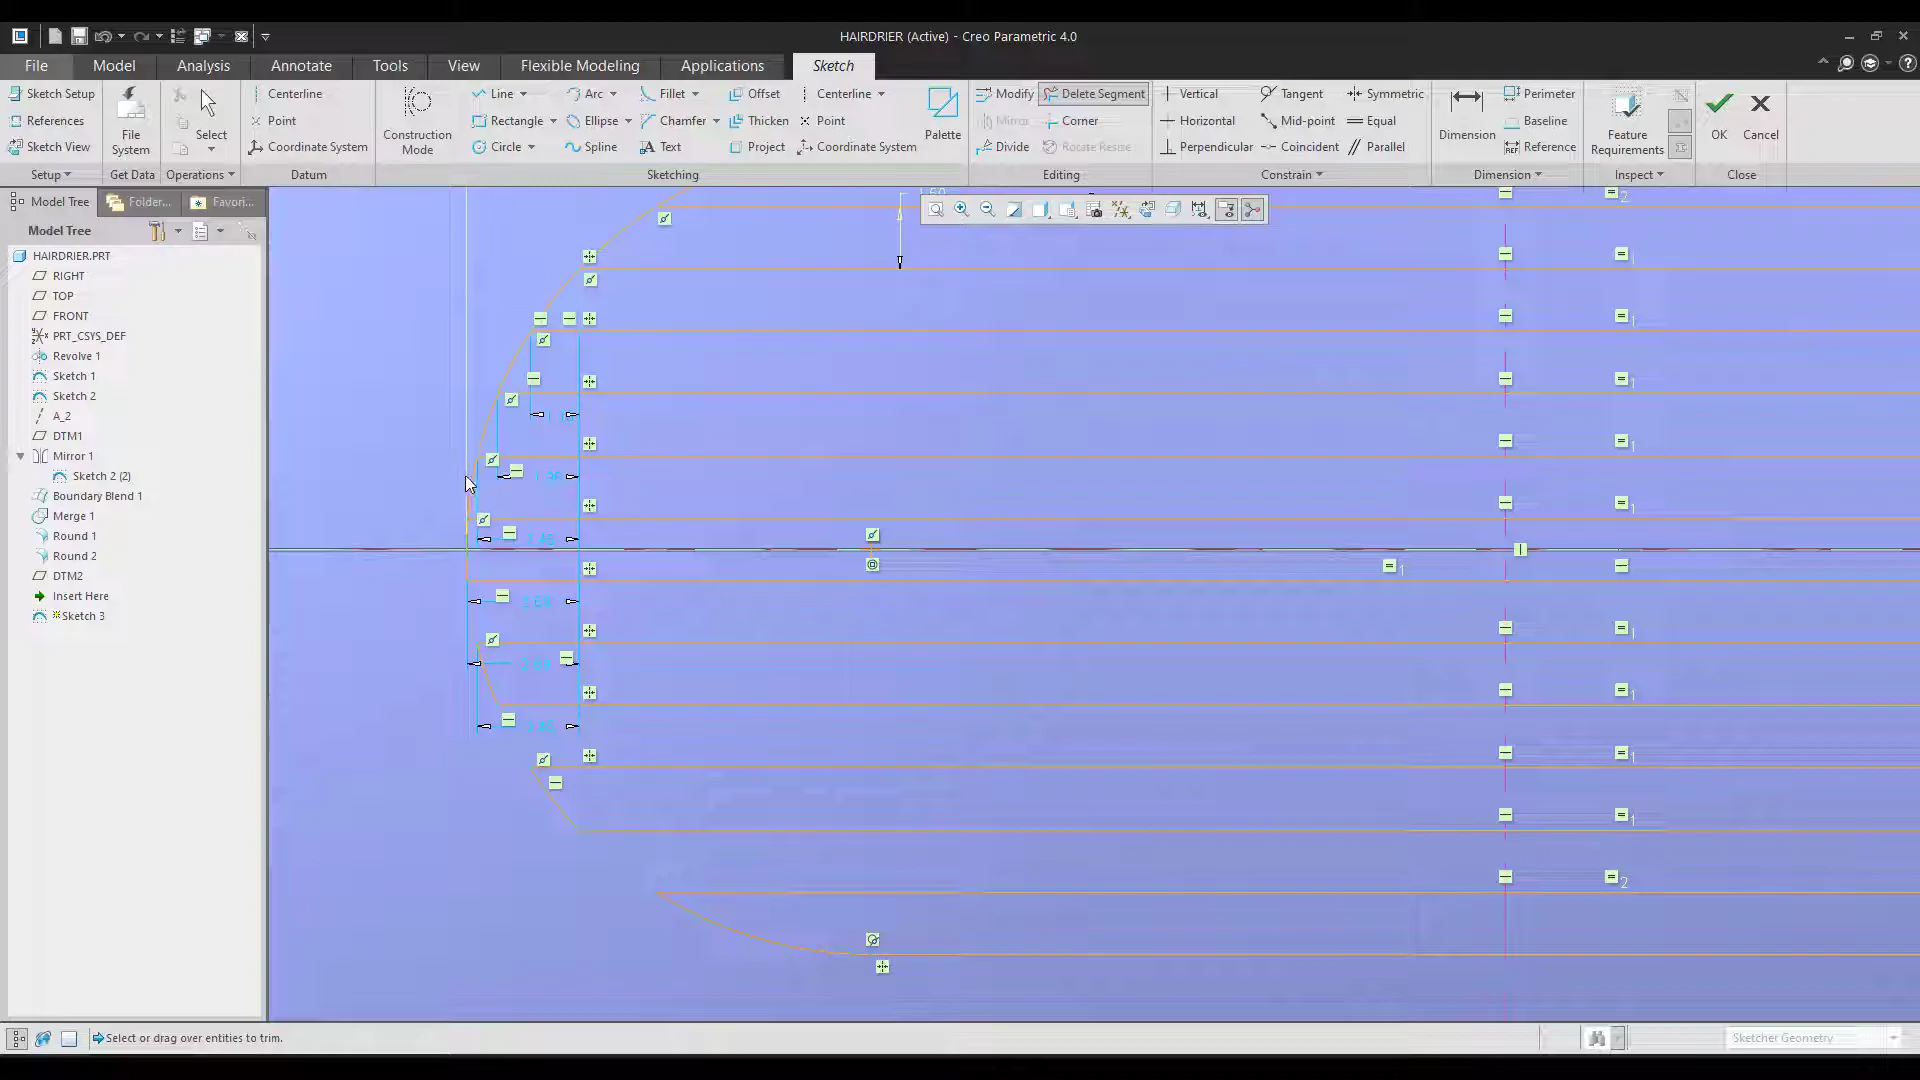 HAIRDRIER (Active) - Creo Parametric 4.0
File Model Analysis Annotate Tools View Flexible Modeling Applications Sketch
Sketch Setup
References
Sketch View
Setup
File System
Get Data
Select
Operations
Centerline
Point
Coordinate System
Datum
Construction Mode
Line
Rectangle
Circle
Arc
Ellipse
Spline
Fillet
Chamfer
Text
Offset
Thicken
Project
Centerline
Point
Coordinate System
Palette
Sketching
Modify
Mirror
Divide
Delete Segment
Corner
Rotate Resize
Editing
Vertical
Horizontal
Perpendicular
Tangent
Mid-point
Coincident
Symmetric
Equal
Parallel
Constrain
Dimension
Perimeter
Baseline
Reference
Dimension
Feature Requirements
Inspect
OK
Cancel
Close
Model Tree
Folder...
Favori...
Model Tree
HAIRDRIER.PRT
RIGHT
TOP
FRONT
PRT_CSYS_DEF
Revolve 1
Sketch 1
Sketch 2
A_2
DTM1
Mirror 1
Sketch 2 (2)
Boundary Blend 1
Merge 1
Round 1
Round 2
DTM2
Insert Here
Sketch 3
Select or drag over entities to trim.
Sketcher Geometry